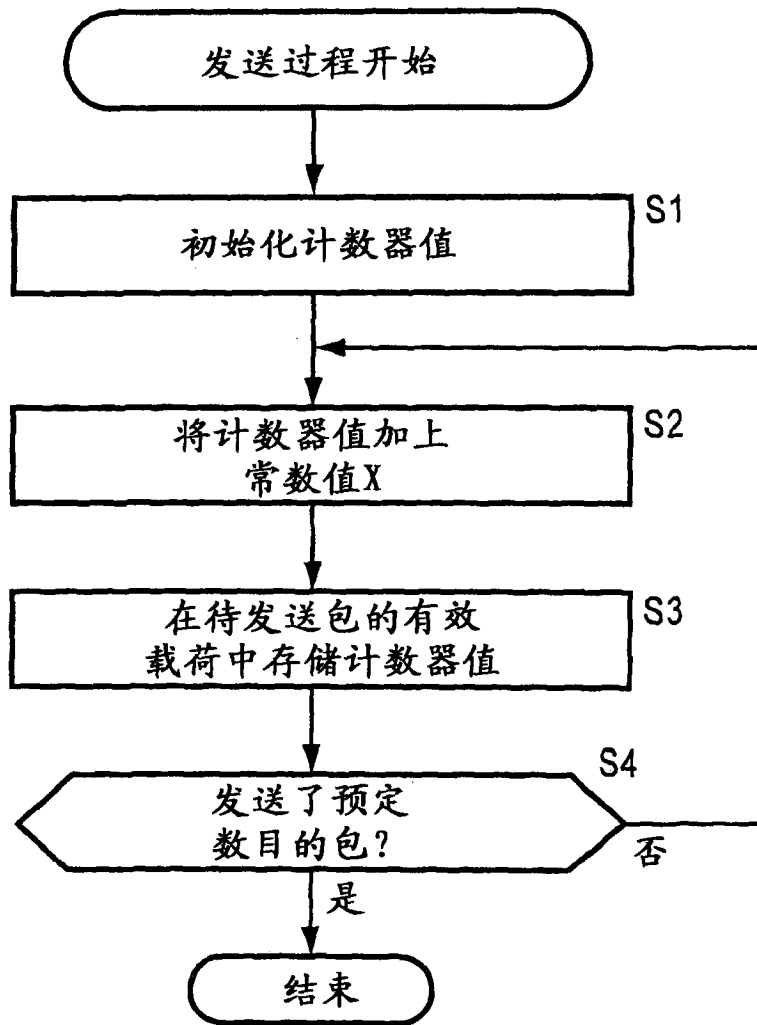 发送过程开始
S1
初始化计数器值
S2
将计数器值加上
常数值X
S3
在待发送包的有效
载荷中存储计数器值
S4
发送了预定
数目的包?
否
是
结束